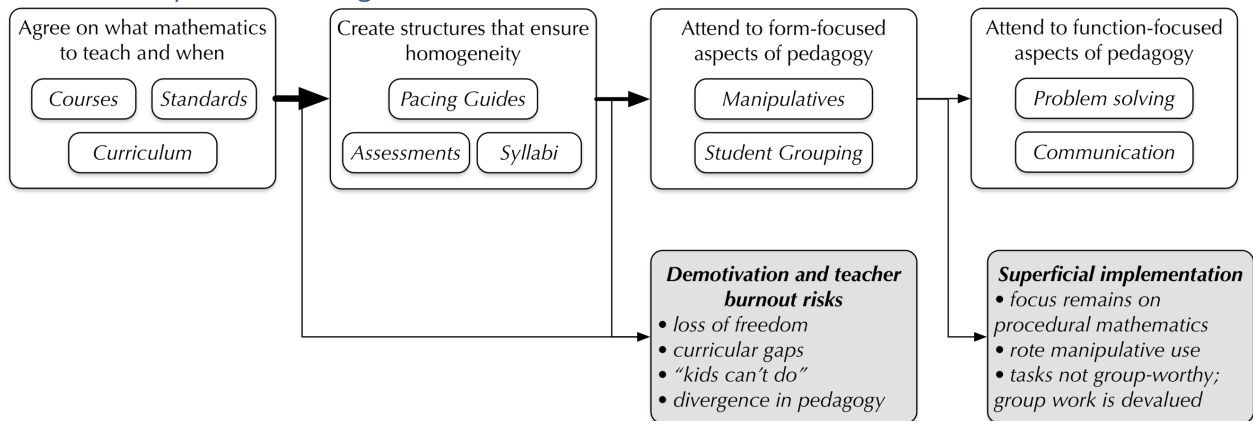 Agree on what mathematics
to teach and when
Courses
Standards
Curriculum
Create structures that ensure
homogeneity
Pacing Guides
Assessments
Syllabi
Attend to form-focused
aspects of pedagogy
Manipulatives
Student Grouping
Attend to function-focused
aspects of pedagogy
Problem solving
Communication
Demotivation and teacher
burnout risks
• loss of freedom
• curricular gaps
• “kids can’t do”
• divergence in pedagogy
Superficial implementation
• focus remains on
procedural mathematics
• rote manipulative use
• tasks not group-worthy;
group work is devalued